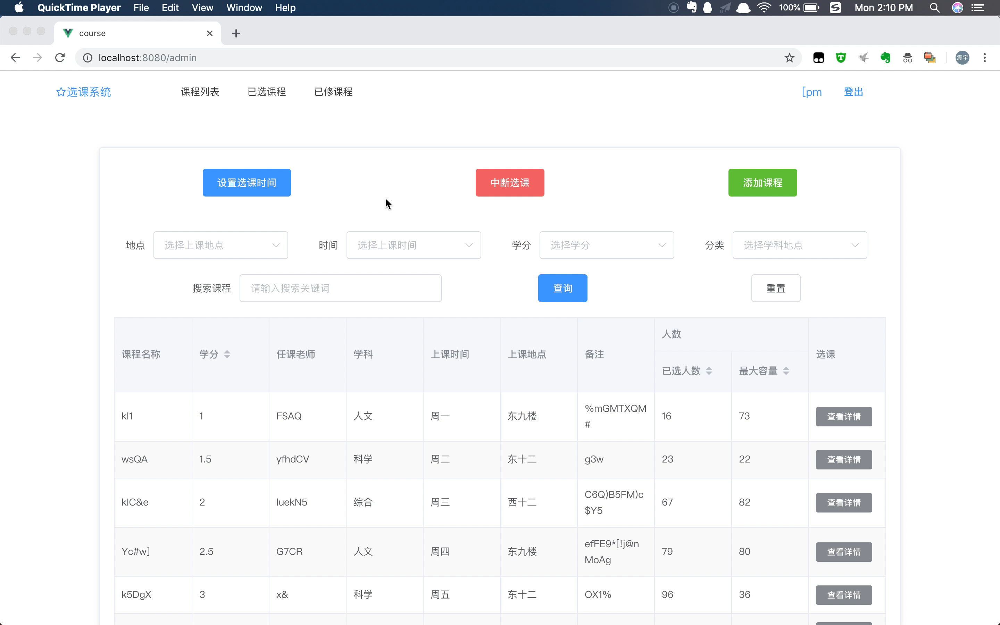 QuickTime Player File Edit View Window Help 100% Mon 2:10 PM
course
localhost:8080/admin 震宇
☆选课系统 课程列表 已选课程 已修课程 [pm 登出
设置选课时间 中断选课 添加课程
地点 选择上课地点 时间 选择上课时间 学分 选择学分 分类 选择学科地点
搜索课程 请输入搜索关键词 查询 重置
人数
课程名称 学分 任课老师 学科 上课时间 上课地点 备注 选课
已选人数 最大容量
kl1 1 F$AQ 人文 周一 东九楼 %mGMTXQM# 16 73 查看详情
wsQA 1.5 yfhdCV 科学 周二 东十二 g3w 23 22 查看详情
klC&e 2 luekN5 综合 周三 西十二 C6Q)B5FM)c$Y5 67 82 查看详情
Yc#w] 2.5 G7CR 人文 周四 东九楼 efFE9*[!j@nMoAg 79 80 查看详情
k5DgX 3 x& 科学 周五 东十二 OX1% 96 36 查看详情